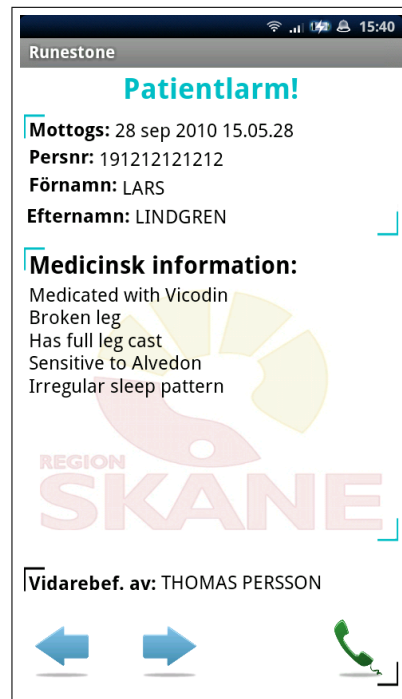 15:40
Runestone
Patientlarm!
Mottogs: 28 sep 2010 15.05.28
Persnr: 191212121212
Förnamn: LARS
Efternamn: LINDGREN
Medicinsk information:
Medicated with Vicodin
Broken leg
Has full leg cast
Sensitive to Alvedon
Irregular sleep pattern
REGION
SKANE
Vidarebef. av: THOMAS PERSSON